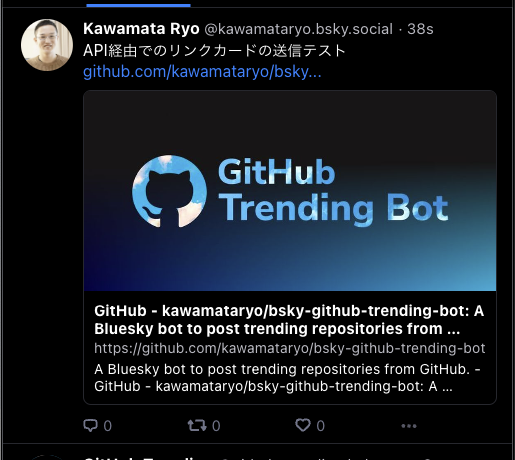 Kawamata Ryo @kawamataryo.bsky.social · 38s
API経由でのリンクカードの送信テスト
github.com/kawamataryo/bsky...
GitHub
Trending Bot
GitHub - kawamataryo/bsky-github-trending-bot: A
Bluesky bot to post trending repositories from ...
https://github.com/kawamataryo/bsky-github-trending-bot
A Bluesky bot to post trending repositories from GitHub. -
GitHub - kawamataryo/bsky-github-trending-bot: A ...
0 0 0 •••